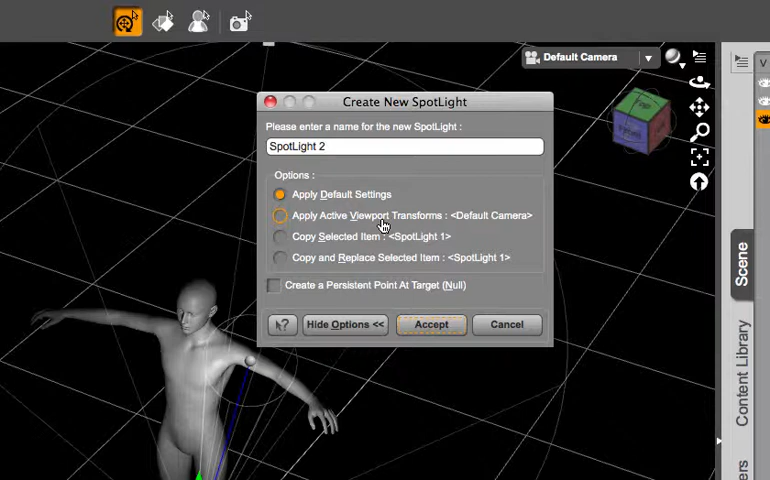 Default Camera
Create New SpotLight
Please enter a name for the new SpotLight :
SpotLight 2
Options :
Apply Default Settings
Apply Active Viewport Transforms : <Default Camera>
Copy Selected Item : <SpotLight 1>
Copy and Replace Selected Item : <SpotLight 1>
Create a Persistent Point At Target (Null)
?
Hide Options <<
Accept
Cancel
Top
V
Scene
Content Library